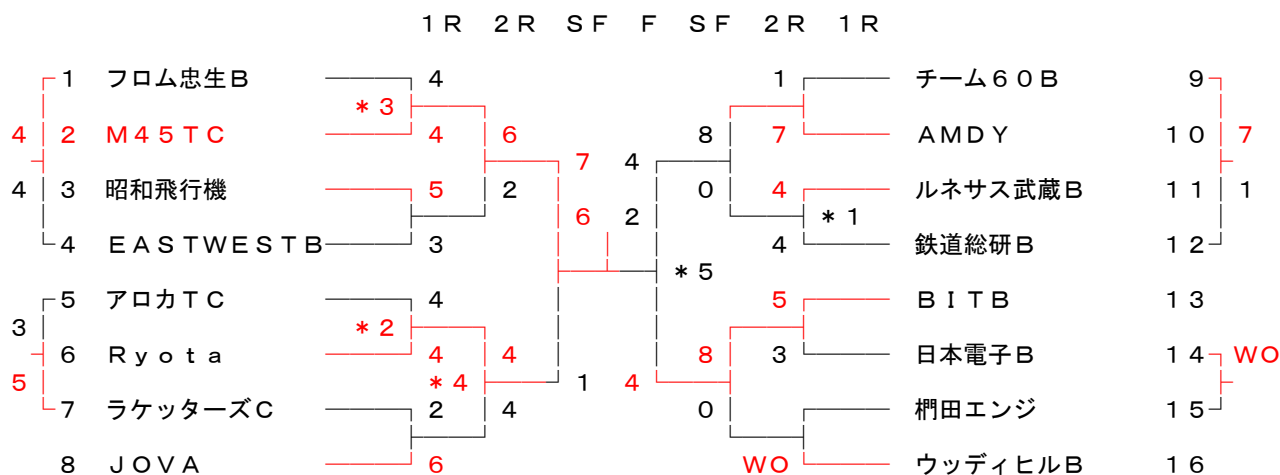 １Ｒ ２Ｒ ＳＦ Ｆ ＳＦ ２Ｒ １Ｒ
１ フロム忠生Ｂ ４ １ チーム６０Ｂ ９
＊３
４ ２ Ｍ４５ＴＣ ４ ６ ８ ７ ＡＭＤＹ １０ ７
７ ４
４ ３ 昭和飛行機 ５ ２ ０ ４ ルネサス武蔵Ｂ １１ １
６ ２ ＊１
４ ＥＡＳＴＷＥＳＴＢ ３ ４ 鉄道総研Ｂ １２
＊５
５ アロカＴＣ ４ ５ ＢＩＴＢ １３
３ ＊２
６ Ｒｙｏｔａ ４ ４ ８ ３ 日本電子Ｂ １４ ＷＯ
５ ＊４ １ ４
７ ラケッターズＣ ２ ４ ０ 椚田エンジ １５
８ ＪＯＶＡ ６ ＷＯ ウッディヒルＢ １６